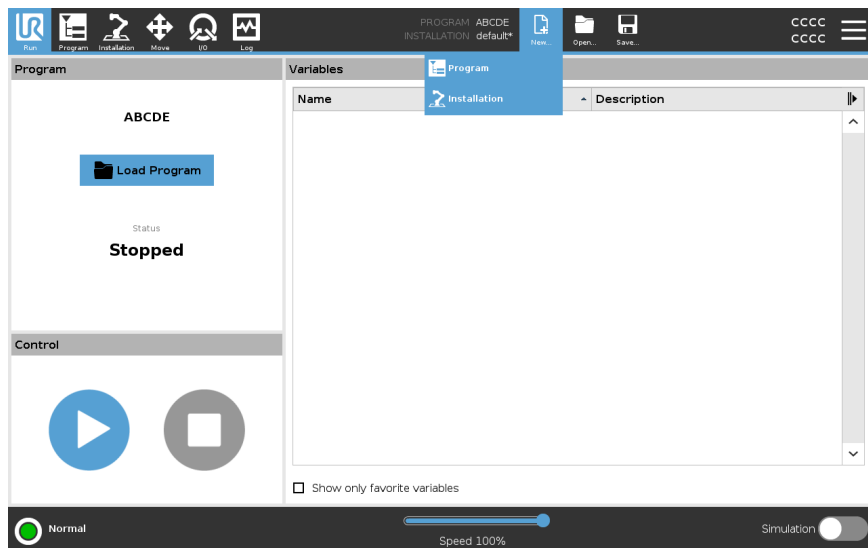 UR
Run
Program
Installation
Move
I/O
Log
PROGRAM ABCDE
INSTALLATION default*
New...
Open...
Save...
CCCC
CCCC
Program
Installation
Program
ABCDE
Load Program
Status
Stopped
Control
Variables
Name
Description
Show only favorite variables
Normal
Speed 100%
Simulation